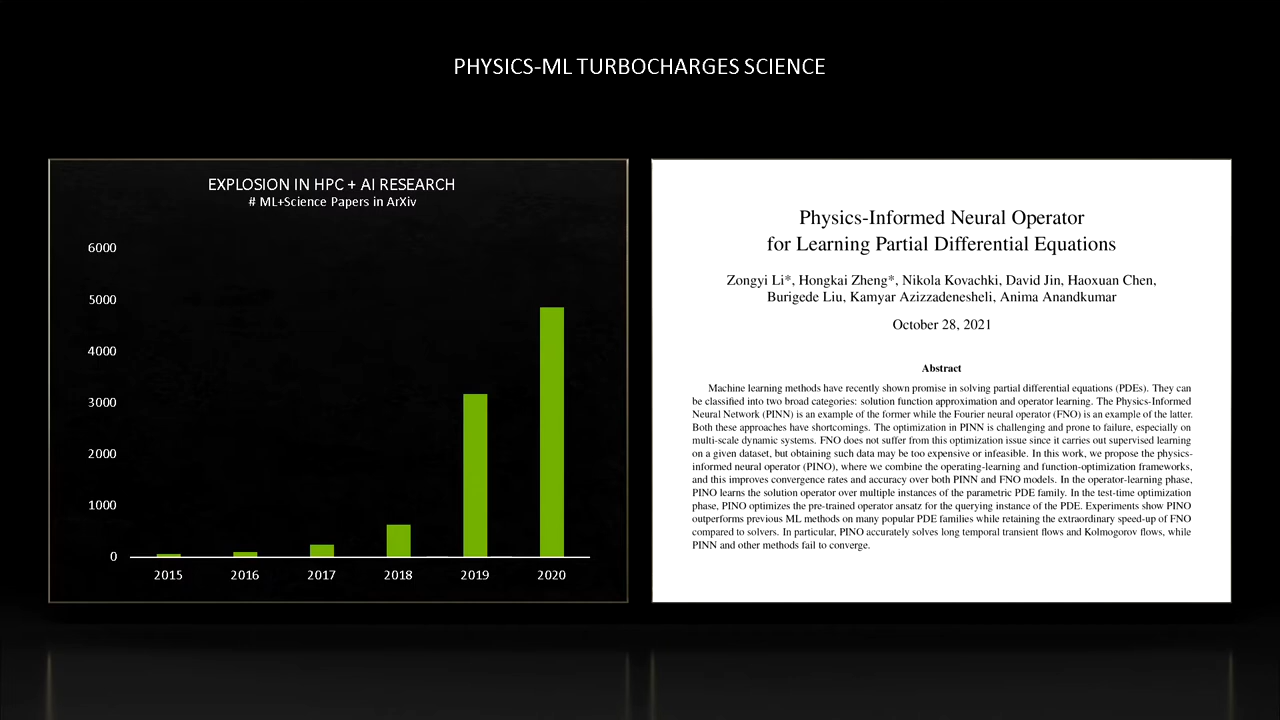 PHYSICS-ML TURBOCHARGES SCIENCE
EXPLOSION IN HPC + AI RESEARCH
# ML+Science Papers in ArXiv
6000
5000
4000
3000
2000
1000
0
2015 2016 2017 2018 2019 2020
Physics-Informed Neural Operator
for Learning Partial Differential Equations
Zongyi Li*, Hongkai Zheng*, Nikola Kovachki, David Jin, Haoxuan Chen,
Burigede Liu, Kamyar Azizzadenesheli, Anima Anandkumar
October 28, 2021
Abstract
Machine learning methods have recently shown promise in solving partial differential equations (PDEs). They can
be classified into two broad categories: solution function approximation and operator learning. The Physics-Informed
Neural Network (PINN) is an example of the former while the Fourier neural operator (FNO) is an example of the latter.
Both these approaches have shortcomings. The optimization in PINN is challenging and prone to failure, especially on
multi-scale dynamic systems. FNO does not suffer from this optimization issue since it carries out supervised learning
on a given dataset, but obtaining such data may be too expensive or infeasible. In this work, we propose the physics-
informed neural operator (PINO), where we combine the operating-learning and function-optimization frameworks,
and this improves convergence rates and accuracy over both PINN and FNO models. In the operator-learning phase,
PINO learns the solution operator over multiple instances of the parametric PDE family. In the test-time optimization
phase, PINO optimizes the pre-trained operator ansatz for the querying instance of the PDE. Experiments show PINO
outperforms previous ML methods on many popular PDE families while retaining the extraordinary speed-up of FNO
compared to solvers. In particular, PINO accurately solves long temporal transient flows and Kolmogorov flows, while
PINN and other methods fail to converge.